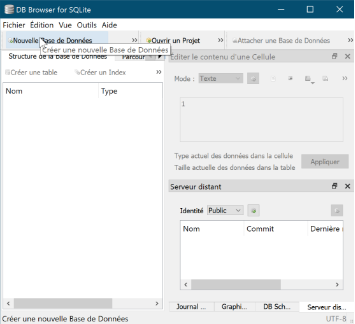 DB Browser for SQLite
Fichier Édition Vue Outils Aide
Nouvelle Base de Données >> Ouvrir un Projet >> Attacher une Base de Données >>
Structure de la Base de Données Parcour
Créer une nouvelle Base de Données
Créer une table Créer un Index >>
Nom Type
Editer le contenu d'une Cellule
Mode : Texte >>
1
Type actuel des données dans la cellule
Taille actuelle des données dans la table
Appliquer
Serveur distant
Identité Public
Nom Commit Dernière
Journal ... Graphi... DB Sch... Serveur dis...
Créer une nouvelle Base de Données UTF-8